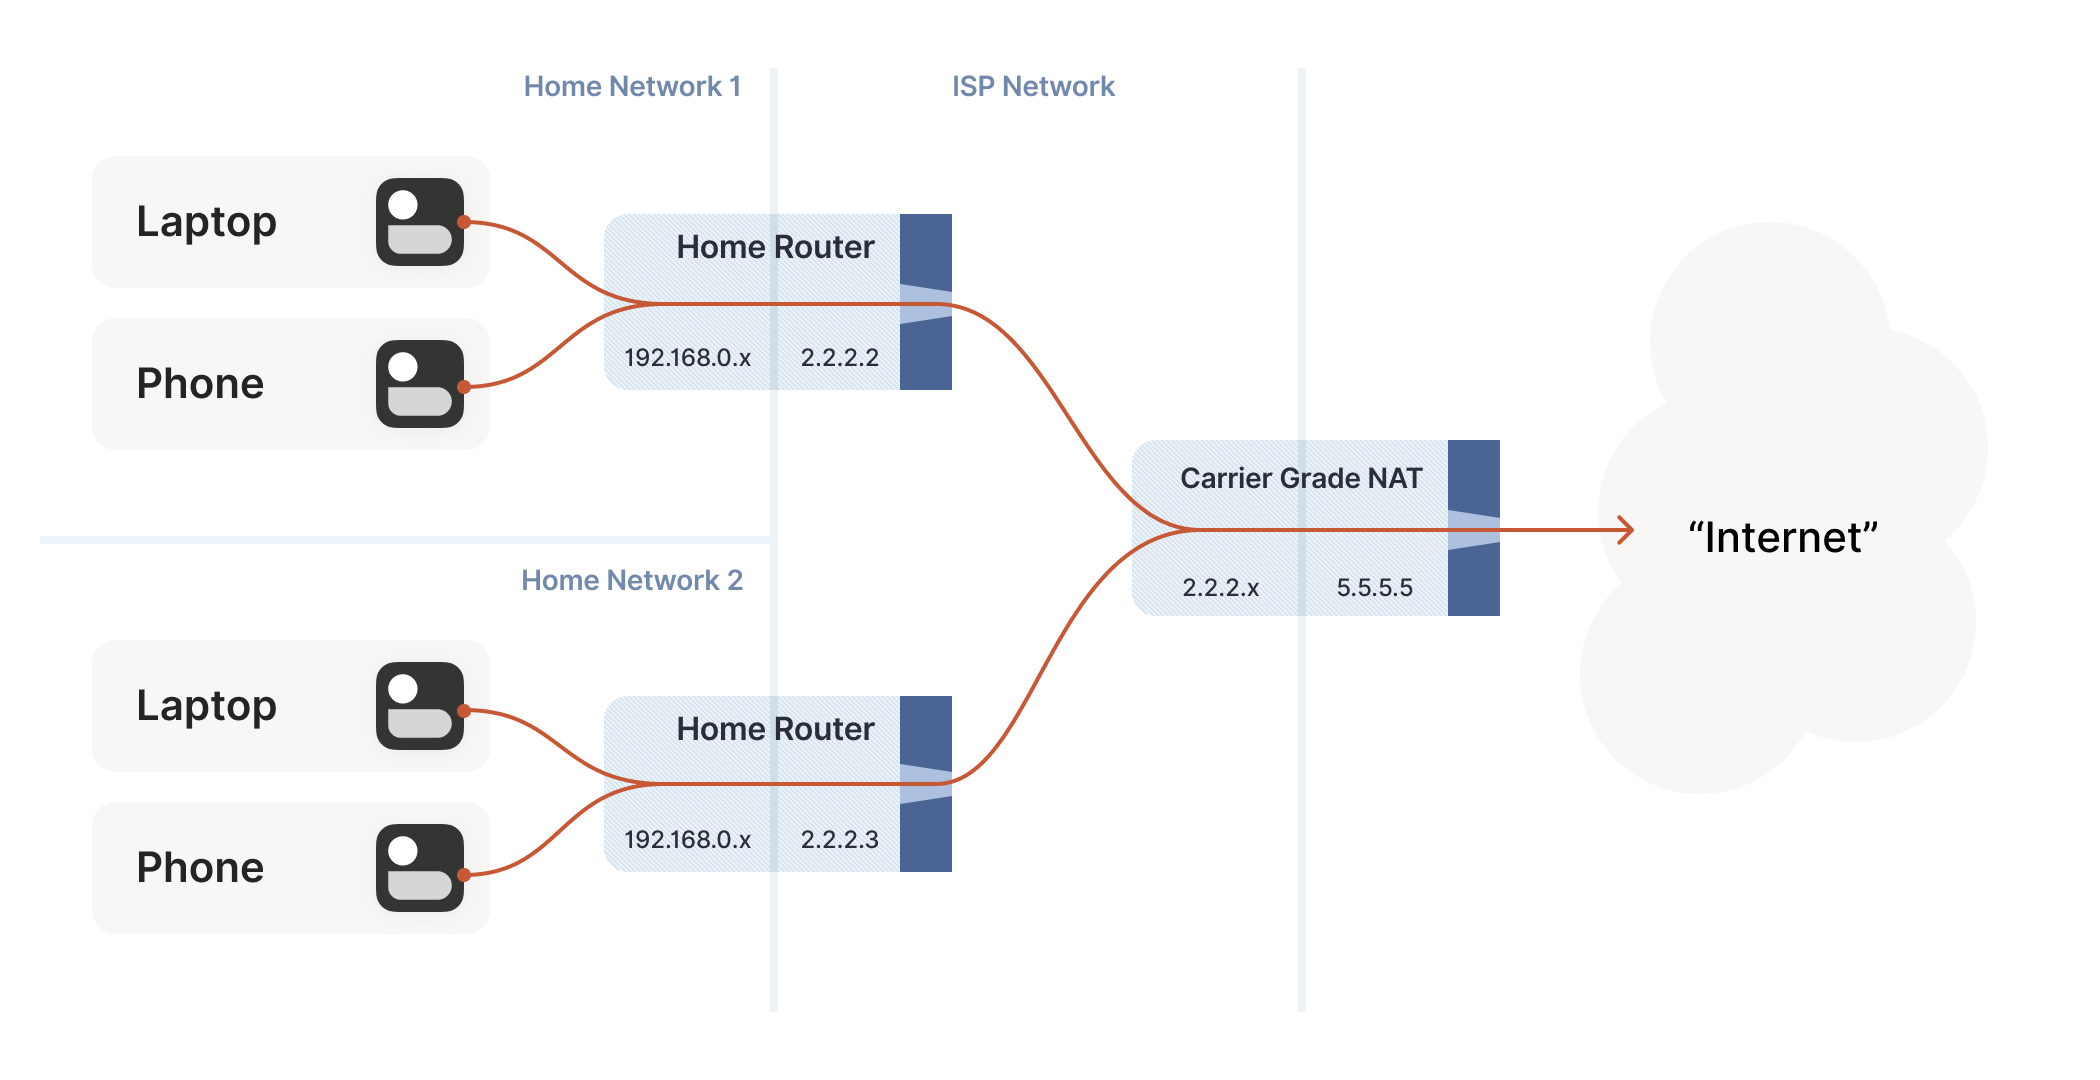 Home Network 1
ISP Network
Laptop
Phone
Home Router
192.168.0.x
2.2.2.2
Carrier Grade NAT
2.2.2.x
5.5.5.5
“Internet”
Home Network 2
Laptop
Phone
Home Router
192.168.0.x
2.2.2.3